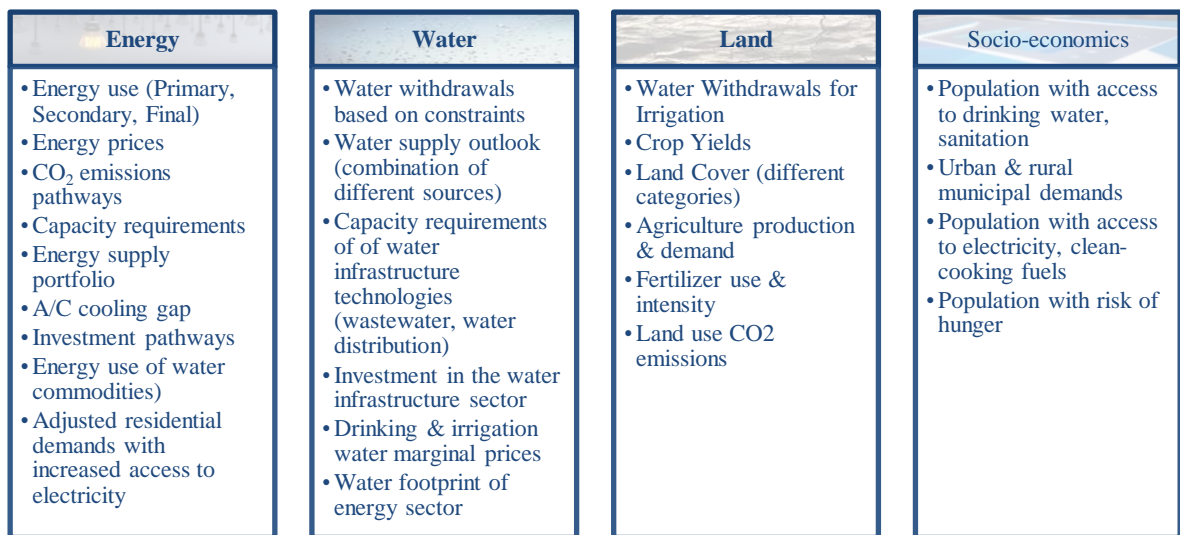 Energy
• Energy use (Primary,
Secondary, Final)
• Energy prices
• CO₂ emissions
pathways
• Capacity requirements
• Energy supply
portfolio
• A/C cooling gap
• Investment pathways
• Energy use of water
commodities)
• Adjusted residential
demands with
increased access to
electricity
Water
• Water withdrawals
based on constraints
• Water supply outlook
(combination of
different sources)
• Capacity requirements
of of water
infrastructure
technologies
(wastewater, water
distribution)
• Investment in the water
infrastructure sector
• Drinking & irrigation
water marginal prices
• Water footprint of
energy sector
Land
• Water Withdrawals for
Irrigation
• Crop Yields
• Land Cover (different
categories)
• Agriculture production
& demand
• Fertilizer use &
intensity
• Land use CO2
emissions
Socio-economics
• Population with access
to drinking water,
sanitation
• Urban & rural
municipal demands
• Population with access
to electricity, clean-
cooking fuels
• Population with risk of
hunger